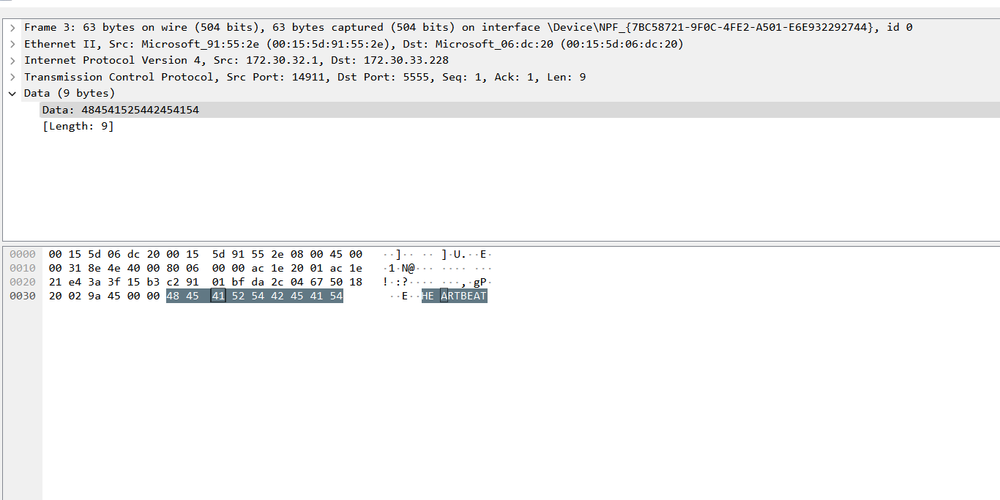 Frame 3: 63 bytes on wire (504 bits), 63 bytes captured (504 bits) on interface \Device\NPF_{7BC58721-9F0C-4FE2-A501-E6E932292744}, id 0
Ethernet II, Src: Microsoft_91:55:2e (00:15:5d:91:55:2e), Dst: Microsoft_06:dc:20 (00:15:5d:06:dc:20)
Internet Protocol Version 4, Src: 172.30.32.1, Dst: 172.30.33.228
Transmission Control Protocol, Src Port: 14911, Dst Port: 5555, Seq: 1, Ack: 1, Len: 9
Data (9 bytes)
Data: 484541525442454154
[Length: 9]
0000 00 15 5d 06 dc 20 00 15 5d 91 55 2e 08 00 45 00 ··]·· ·· ]·U.··E·
0010 00 31 8e 4e 40 00 80 06 00 00 ac 1e 20 01 ac 1e ·1·N@··· ···· ···
0020 21 e4 3a 3f 15 b3 c2 91 01 bf da 2c 04 67 50 18 !·:?···· ···,·gP·
0030 20 02 9a 45 00 00 48 45 41 52 54 42 45 41 54 ··E··HE ARTBEAT